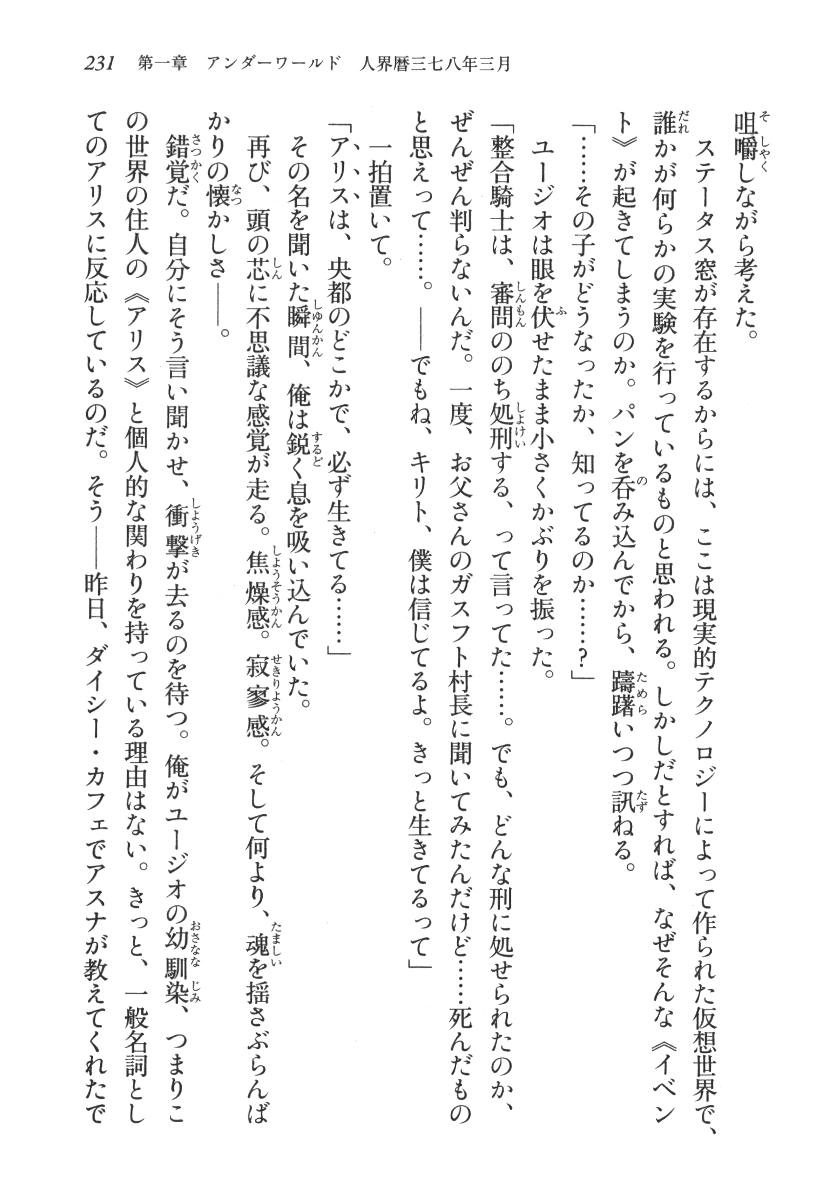 231 第一章 アンダーワールド 人界暦三七八年三月
咀嚼しながら考えた。
ステータス窓が存在するからには、ここは現実的テクノロジーによって作られた仮想世界で、
誰かが何らかの実験を行っているものと思われる。しかしだとすれば、なぜそんな《イベン
ト》が起きてしまうのか。パンを呑み込んでから、躊躇いつつ訊ねる。
「……その子がどうなったか、知ってるのか……?」
ユージオは眼を伏せたまま小さくかぶりを振った。
「整合騎士は、審問ののち処刑する、って言ってた……。でも、どんな刑に処せられたのか、
ぜんぜん判らないんだ。一度、お父さんのガスフト村長に聞いてみたんだけど……死んだもの
と思えって……。――でもね、キリト、僕は信じてるよ。きっと生きてるって」
一拍置いて。
「アリスは、央都のどこかで、必ず生きてる……」
その名を聞いた瞬間、俺は鋭く息を吸い込んでいた。
再び、頭の芯に不思議な感覚が走る。焦燥感。寂寥感。そして何より、魂を揺さぶらんば
かりの懐かしさ――。
錯覚だ。自分にそう言い聞かせ、衝撃が去るのを待つ。俺がユージオの幼馴染、つまりこ
の世界の住人の《アリス》と個人的な関わりを持っている理由はない。きっと、一般名詞とし
てのアリスに反応しているのだ。そう――昨日、ダイシー・カフェでアスナが教えてくれたで